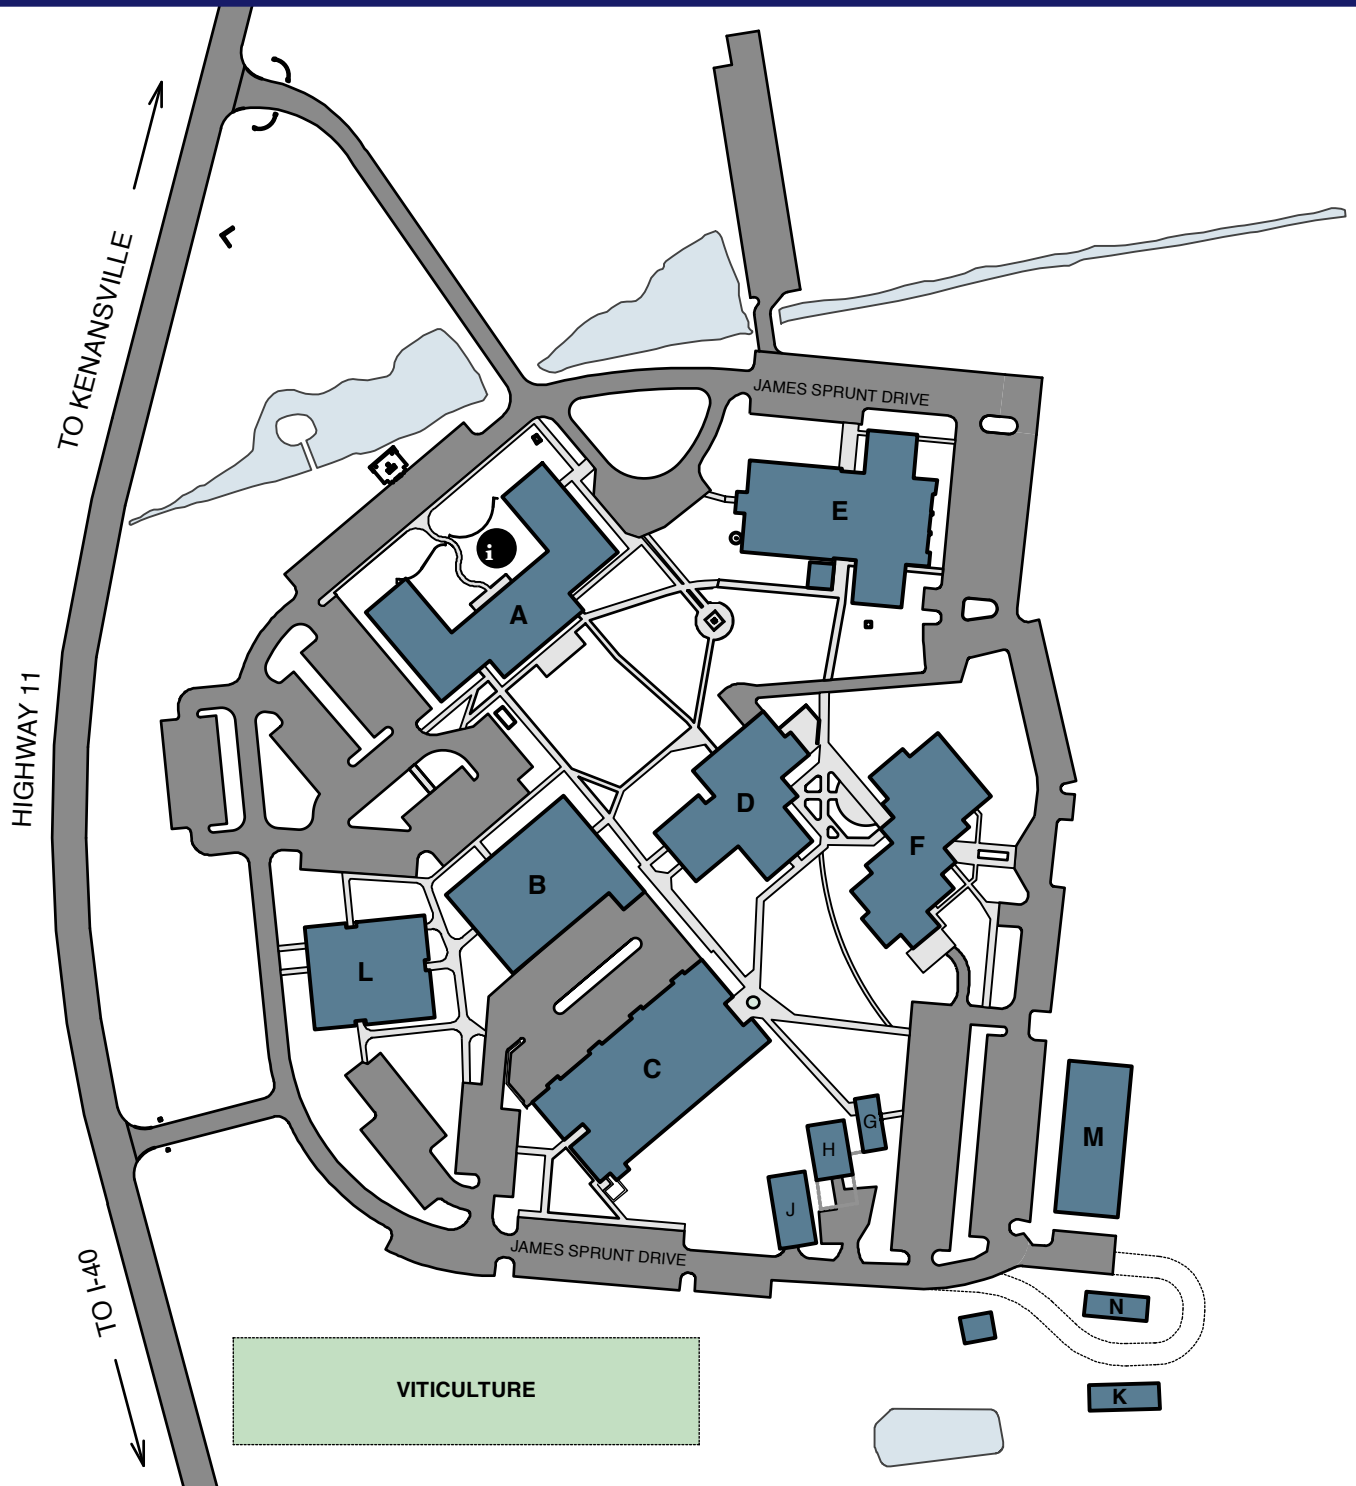 JAMES SPRUNT DRIVE
TO KENANSVILLE
E
i
A
HIGHWAY 11
D
F
B
L
C
G
M
H
J
JAMES SPRUNT DRIVE
TO I-40
N
VITICULTURE
K